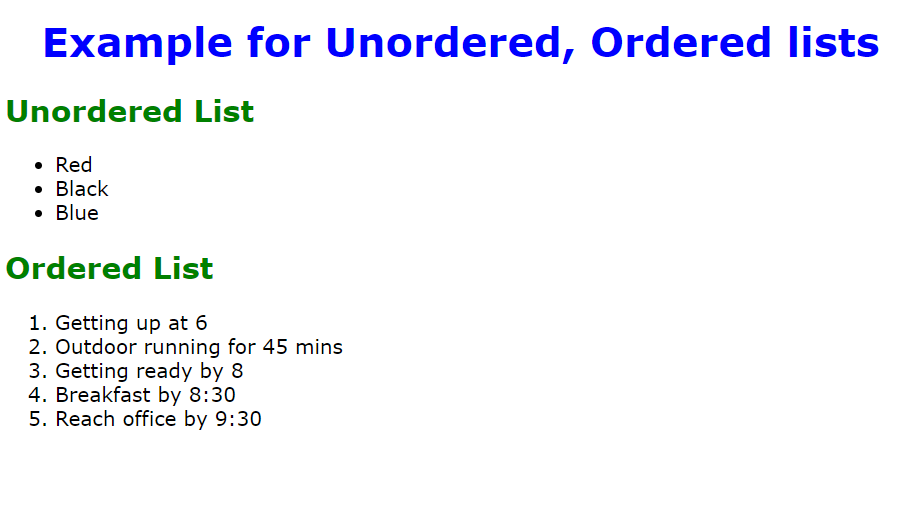 Example for Unordered, Ordered lists
Unordered List
• Red
• Black
• Blue
Ordered List
1. Getting up at 6
2. Outdoor running for 45 mins
3. Getting ready by 8
4. Breakfast by 8:30
5. Reach office by 9:30